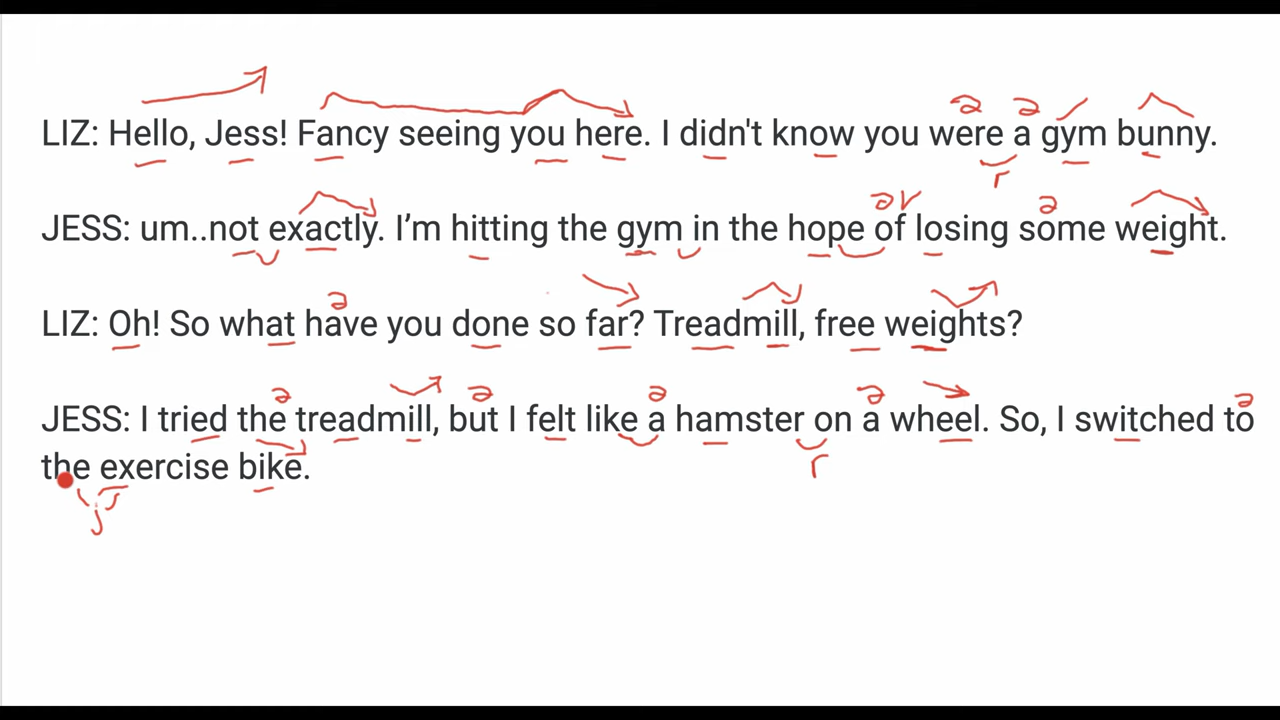 ə ə
LIZ: Hello, Jess! Fancy seeing you here. I didn't know you were a gym bunny.
r
əv ə
JESS: um..not exactly. I’m hitting the gym in the hope of losing some weight.
ə
LIZ: Oh! So what have you done so far? Treadmill, free weights?
ə ə ə ə ə
JESS: I tried the treadmill, but I felt like a hamster on a wheel. So, I switched to
the exercise bike.
r
j